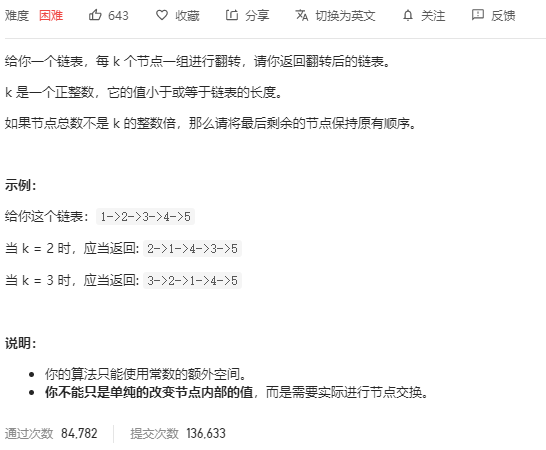 难度 困难 643 收藏 分享 切换为英文 关注 反馈
给你一个链表，每 k 个节点一组进行翻转，请你返回翻转后的链表。
k 是一个正整数，它的值小于或等于链表的长度。
如果节点总数不是 k 的整数倍，那么请将最后剩余的节点保持原有顺序。
示例：
给你这个链表：1->2->3->4->5
当 k = 2 时，应当返回: 2->1->4->3->5
当 k = 3 时，应当返回: 3->2->1->4->5
说明：
你的算法只能使用常数的额外空间。
你不能只是单纯的改变节点内部的值，而是需要实际进行节点交换。
通过次数 84,782 提交次数 136,633